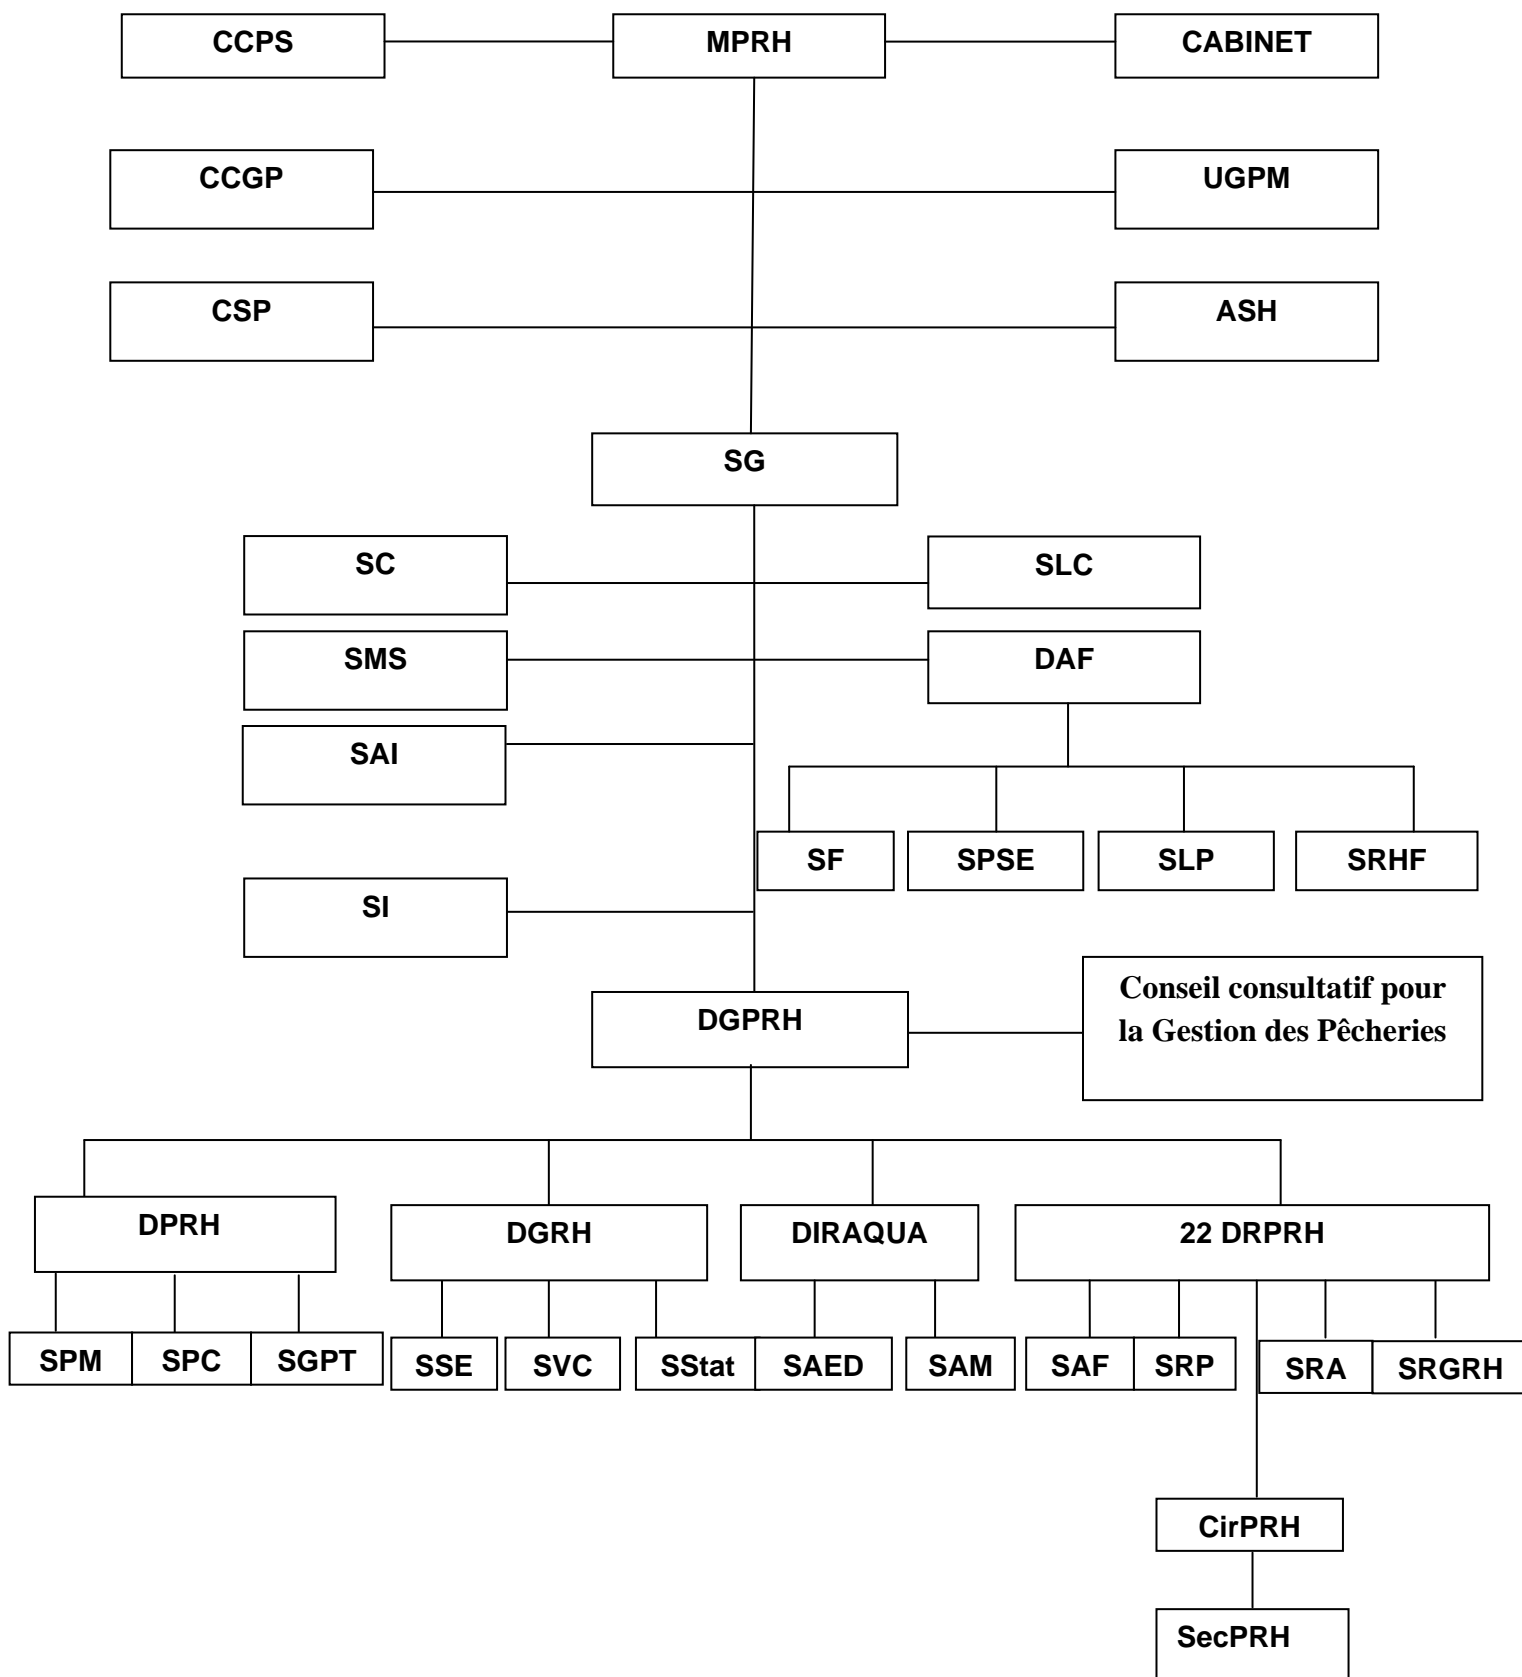 CCPS
MPRH
CABINET
CCGP
UGPM
CSP
ASH
SG
SC
SLC
SMS
DAF
SAI
SF
SPSE
SLP
SRHF
SI
Conseil consultatif pour
la Gestion des Pêcheries
DGPRH
DPRH
DGRH
DIRAQUA
22 DRPRH
SPM
SPC
SGPT
SSE
SVC
SStat
SAED
SAM
SAF
SRP
SRA
SRGRH
CirPRH
SecPRH